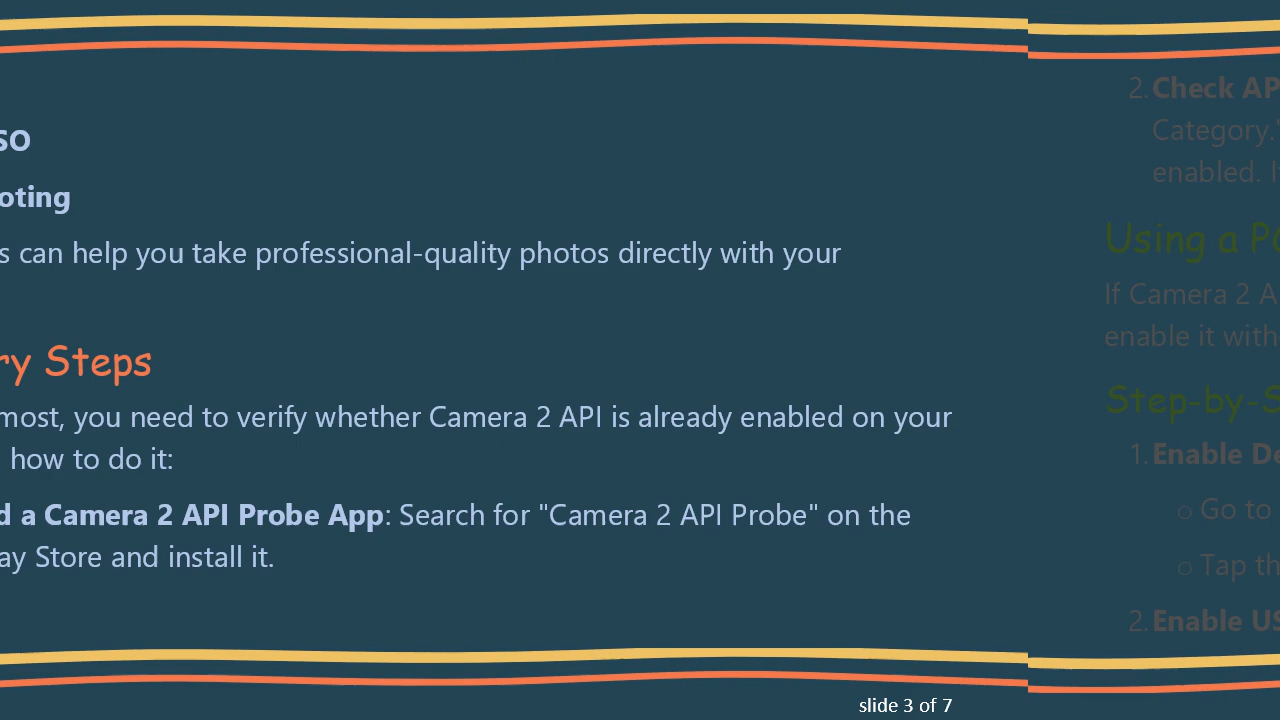 so
oting
s can help you take professional-quality photos directly with your
ry Steps
most, you need to verify whether Camera 2 API is already enabled on your
how to do it:
d a Camera 2 API Probe App: Search for "Camera 2 API Probe" on the
ay Store and install it.
slide 3 of 7
2. Check AP
Category."
enabled. I
Using a P
If Camera 2 A
enable it with
Step-by-S
1. Enable De
o Go to
o Tap th
2. Enable US